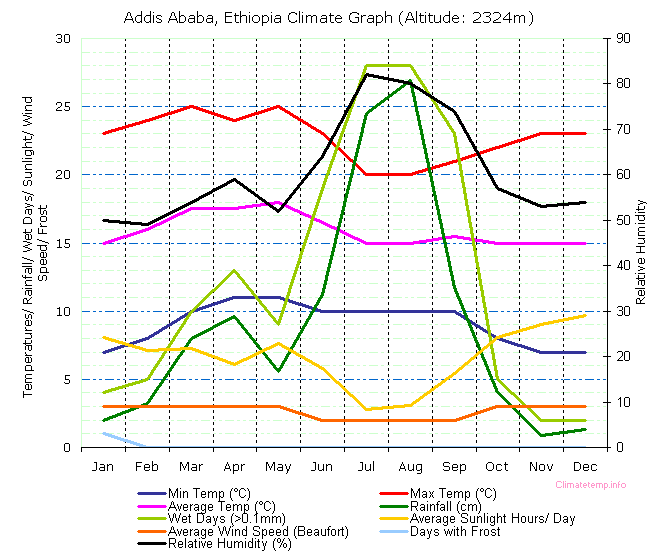 Addis Ababa, Ethiopia Climate Graph (Altitude: 2324m)
Temperatures/ Rainfall/ Wet Days/ Sunlight/ Wind
Speed/ Frost
30
25
20
15
10
5
0
90
80
70
60
50
40
30
20
10
0
Relative Humidity
Jan Feb Mar Apr May Jun Jul Aug Sep Oct Nov Dec
Climatetemp.info
Min Temp (°C) Max Temp (°C)
Average Temp (°C) Rainfall (cm)
Wet Days (>0.1mm) Average Sunlight Hours/ Day
Average Wind Speed (Beaufort) Days with Frost
Relative Humidity (%)